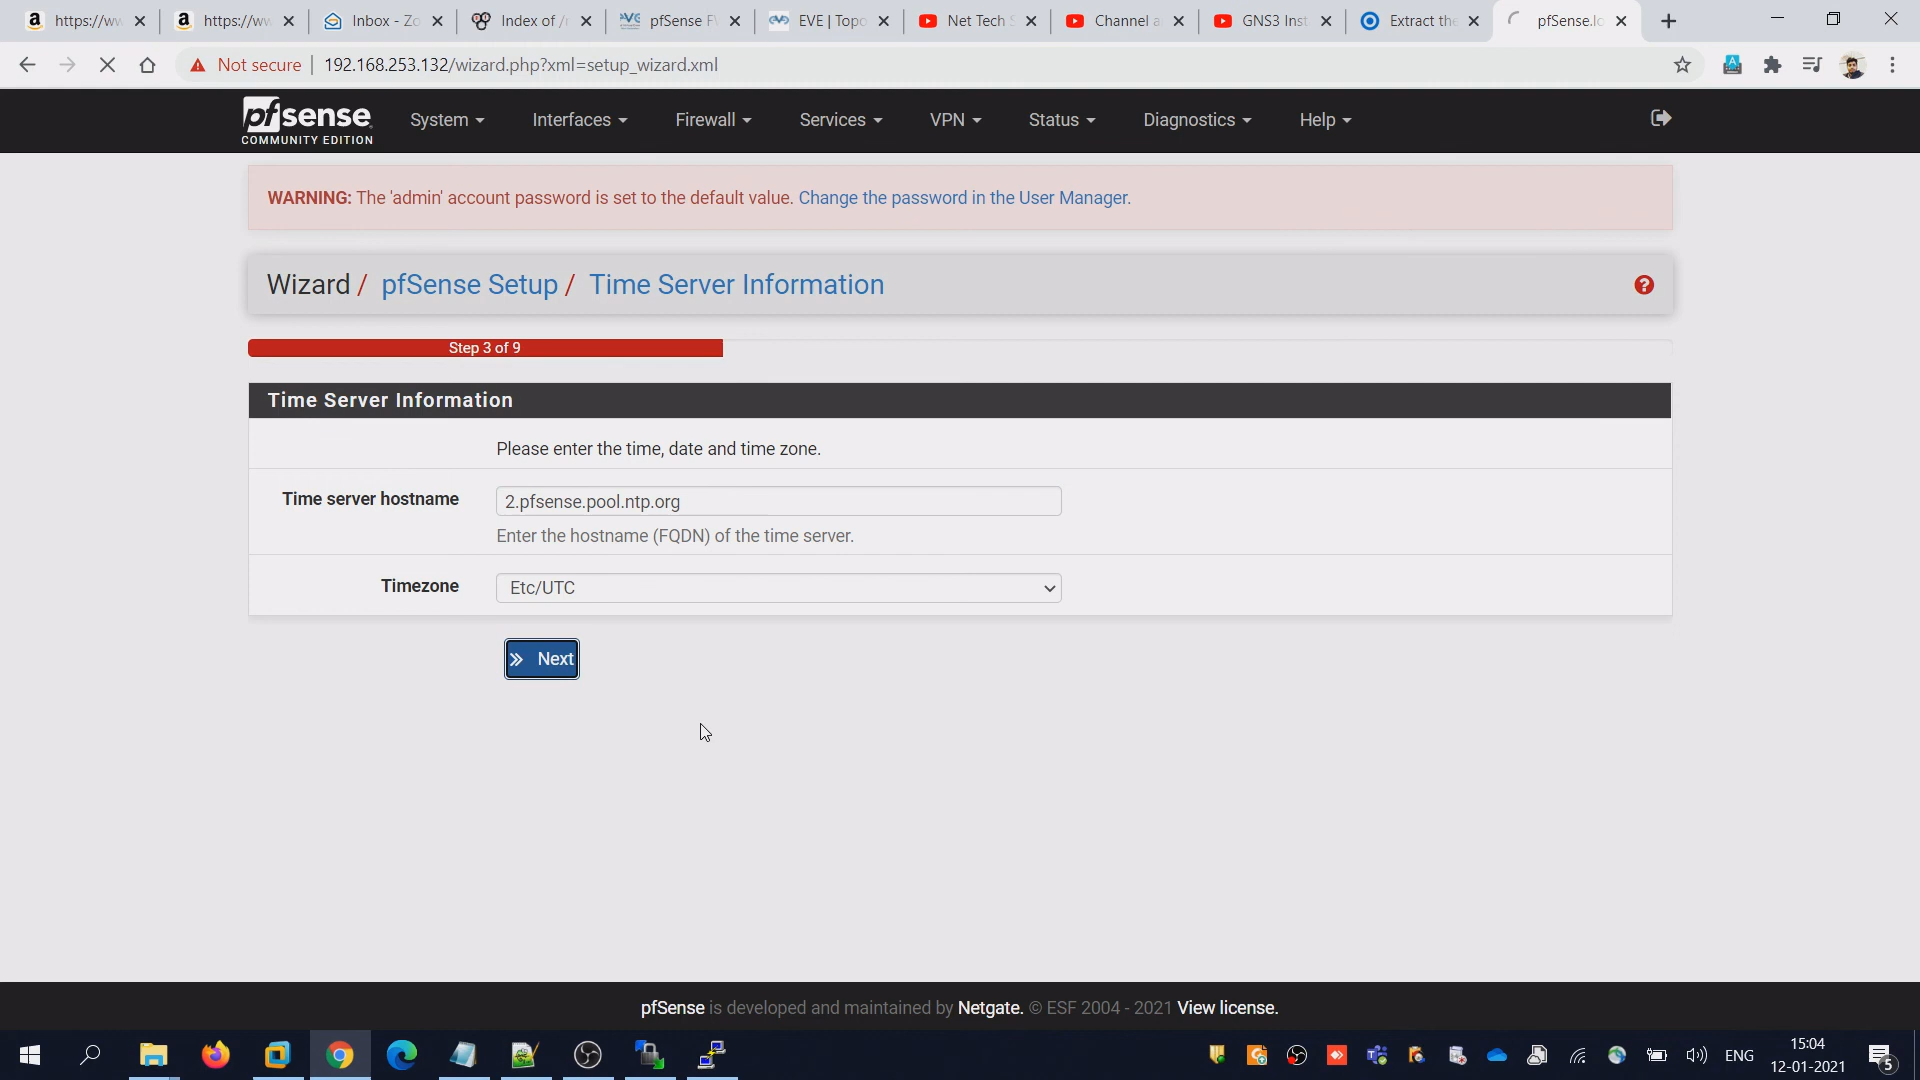 https://ww
https://ww
Inbox - Zo
Index of /r
pfSense F
EVE | Topo
Net Tech
Channel a
GNS3 Inst
Extract the
pfSense.lo
Not secure
192.168.253.132/wizard.php?xml=setup_wizard.xml
pfsense
COMMUNITY EDITION
System
Interfaces
Firewall
Services
VPN
Status
Diagnostics
Help
WARNING: The 'admin' account password is set to the default value. Change the password in the User Manager.
Wizard / pfSense Setup / Time Server Information
Step 3 of 9
Time Server Information
Please enter the time, date and time zone.
Time server hostname
2.pfsense.pool.ntp.org
Enter the hostname (FQDN) of the time server.
Timezone
Etc/UTC
Next
pfSense is developed and maintained by Netgate. © ESF 2004 - 2021 View license.
ENG
15:04
12-01-2021
5